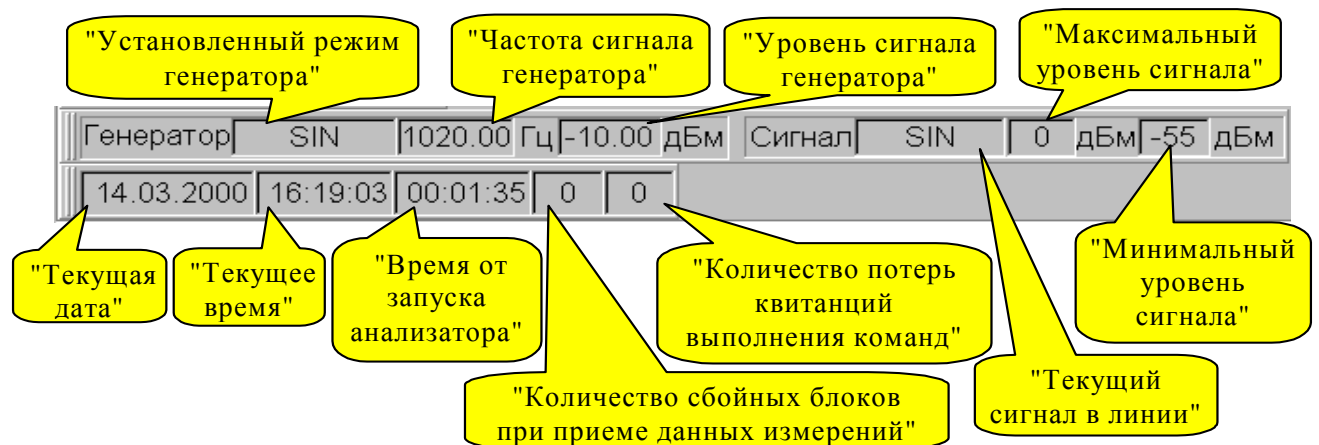 "Установленный режим
генератора"
"Частота сигнала
генератора"
"Уровень сигнала
генератора"
"Максимальный
уровень сигнала"
Генератор SIN 1020.00 Гц -10.00 дБм Сигнал SIN 0 дБм -55 дБм
14.03.2000 16:19:03 00:01:35 0 0
"Текущая
дата"
"Текущее
время"
"Время от
запуска
анализатора"
"Количество потерь
квитанций
выполнения команд"
"Минимальный
уровень
сигнала"
"Количество сбойных блоков
при приеме данных измерений"
"Текущий
сигнал в линии"